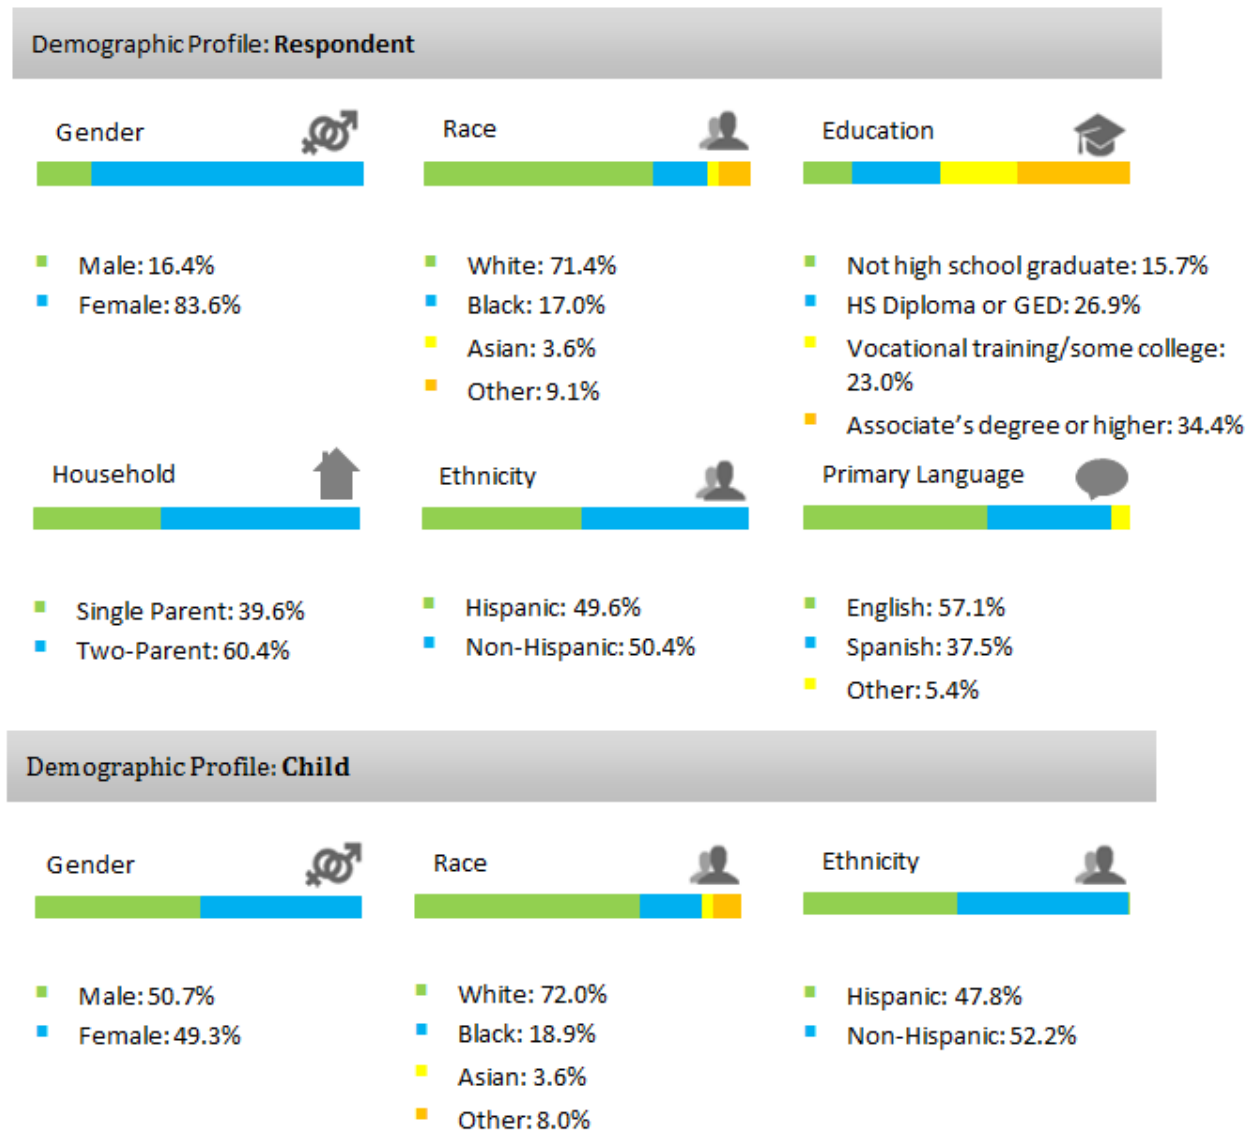 Demographic Profile: Respondent
Gender
Male: 16.4%
Female: 83.6%
Race
White: 71.4%
Black: 17.0%
Asian: 3.6%
Other: 9.1%
Education
Not high school graduate: 15.7%
HS Diploma or GED: 26.9%
Vocational training/some college:
23.0%
Associate’s degree or higher: 34.4%
Household
Single Parent: 39.6%
Two-Parent: 60.4%
Ethnicity
Hispanic: 49.6%
Non-Hispanic: 50.4%
Primary Language
English: 57.1%
Spanish: 37.5%
Other: 5.4%
Demographic Profile: Child
Gender
Male: 50.7%
Female: 49.3%
Race
White: 72.0%
Black: 18.9%
Asian: 3.6%
Other: 8.0%
Ethnicity
Hispanic: 47.8%
Non-Hispanic: 52.2%